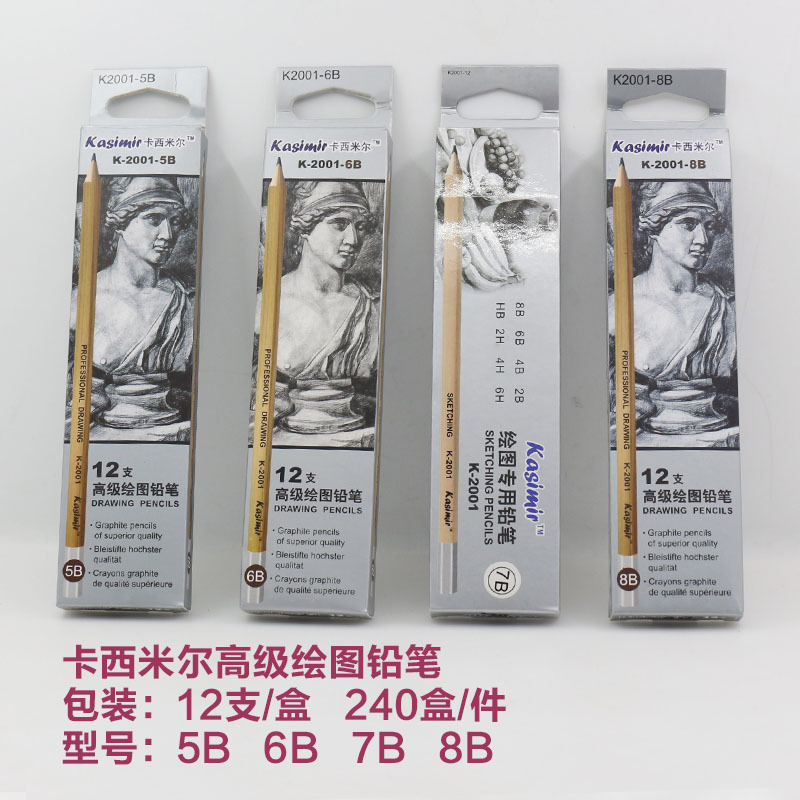 K2001-5B
Kasimir卡西米尔™
K-2001-5B
PROFESSIONAL DRAWING K-2001 Kasimir
12支
高级绘图铅笔
DRAWING PENCILS
· Graphite pencils
of superior quality
· Bleistifte hochster
qualitat
· Crayons graphite
de qualité supérieure
5B
K2001-6B
Kasimir卡西米尔™
K-2001-6B
PROFESSIONAL DRAWING K-2001 Kasimir
12支
高级绘图铅笔
DRAWING PENCILS
· Graphite pencils
of superior quality
· Bleistifte hochster
qualitat
· Crayons graphite
de qualité supérieure
6B
K2001-12
8B 6B 4B 2B
HB 2H 4H 6H
SKETCHING K-2001 Kasimir
Kasimir™
绘图专用铅笔
SKETCHING PENCILS
K-2001
7B
K2001-8B
Kasimir卡西米尔™
K-2001-8B
PROFESSIONAL DRAWING K-2001 Kasimir
12支
高级绘图铅笔
DRAWING PENCILS
· Graphite pencils
of superior quality
· Bleistifte hochster
qualitat
· Crayons graphite
de qualité supérieure
8B
卡西米尔高级绘图铅笔
包装：12支/盒 240盒/件
型号：5B 6B 7B 8B